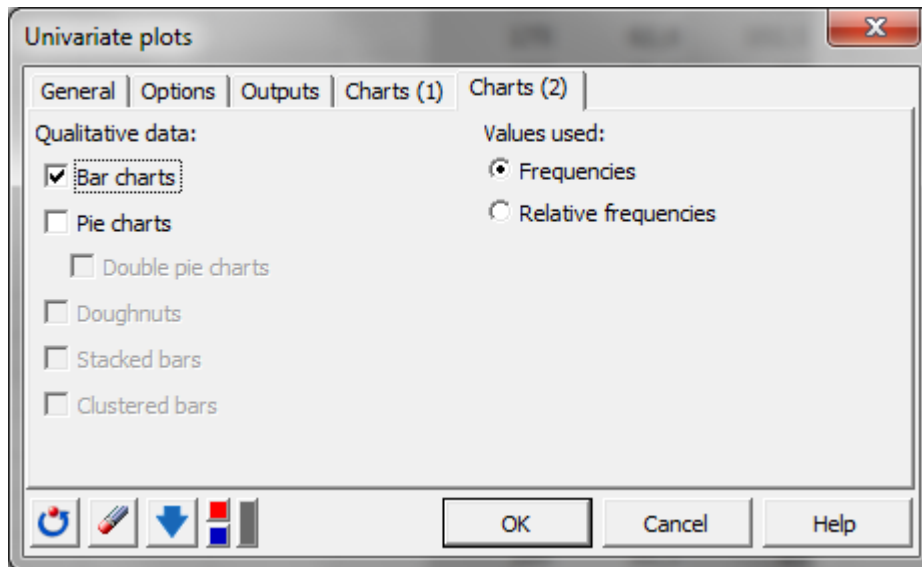 Univariate plots
General
Options
Outputs
Charts (1)
Charts (2)
Qualitative data:
Bar charts
Pie charts
Double pie charts
Doughnuts
Stacked bars
Clustered bars
Values used:
Frequencies
Relative frequencies
OK
Cancel
Help